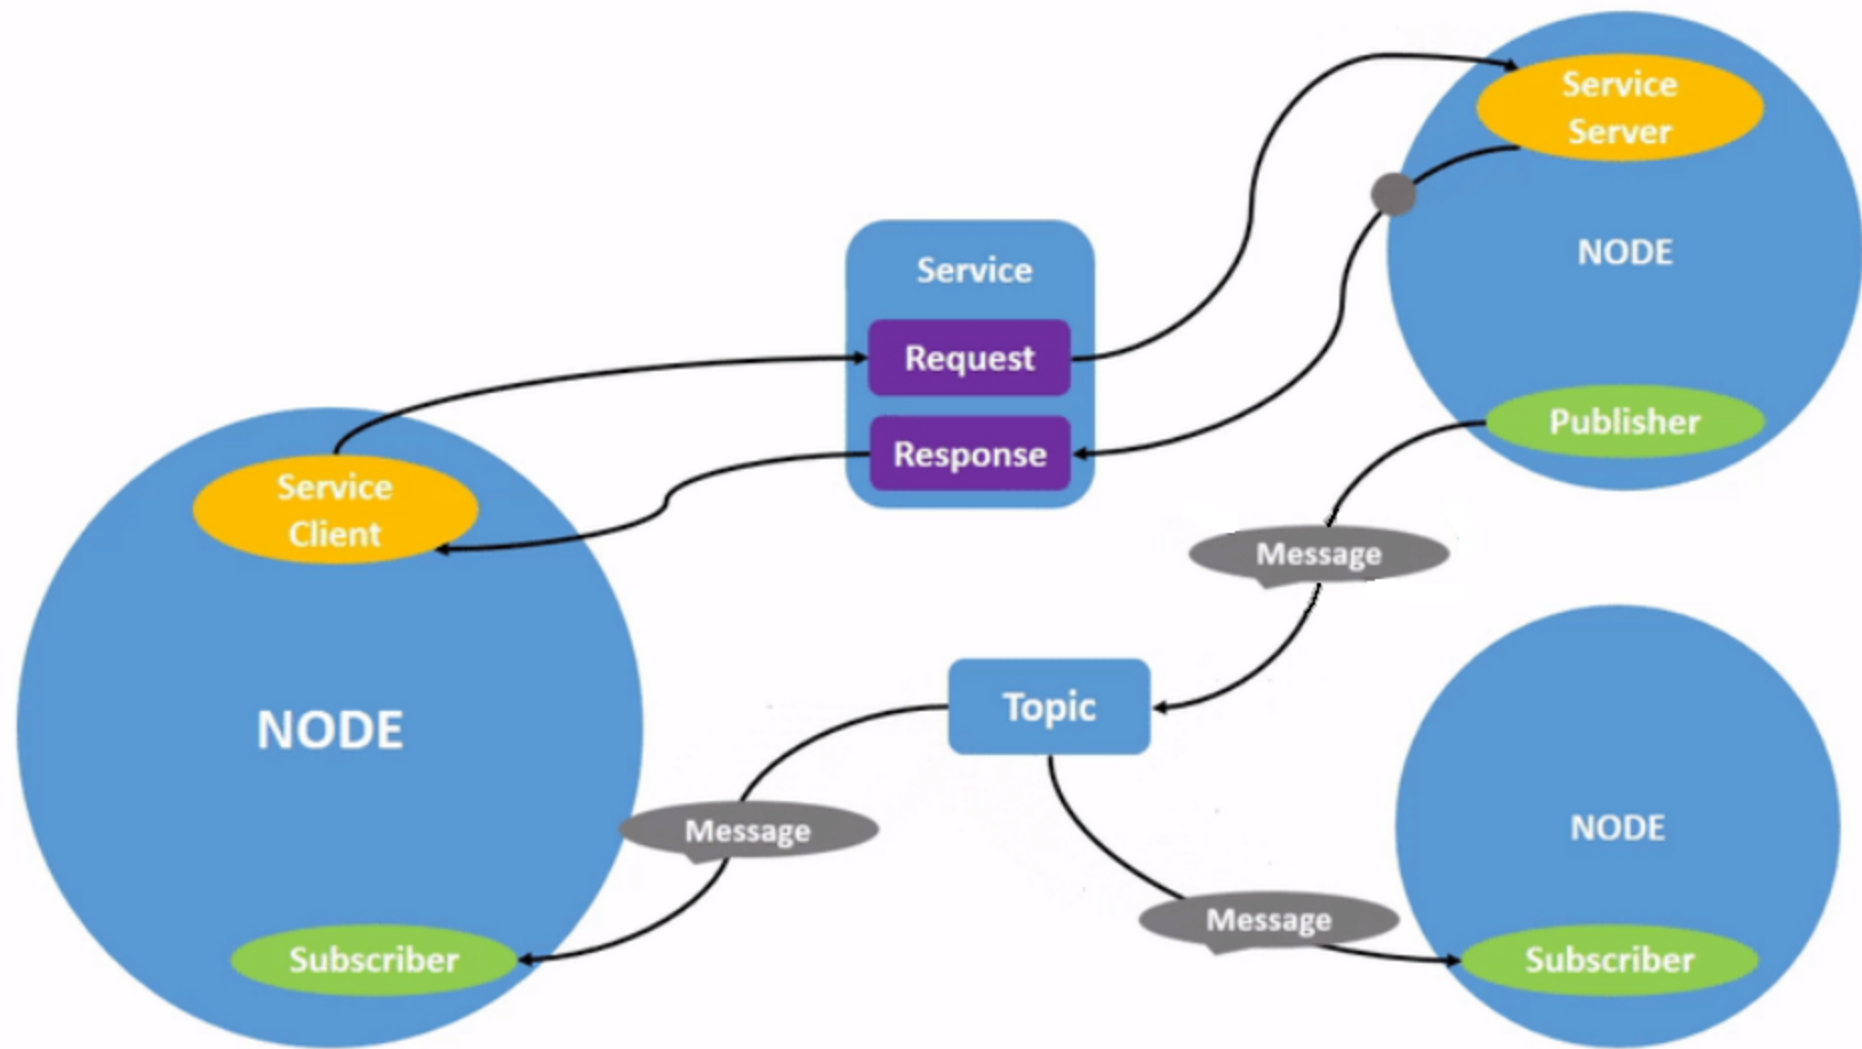 Service
Server
NODE
Publisher
Service
Request
Response
Service
Client
NODE
Subscriber
Message
Topic
Message
Message
NODE
Subscriber